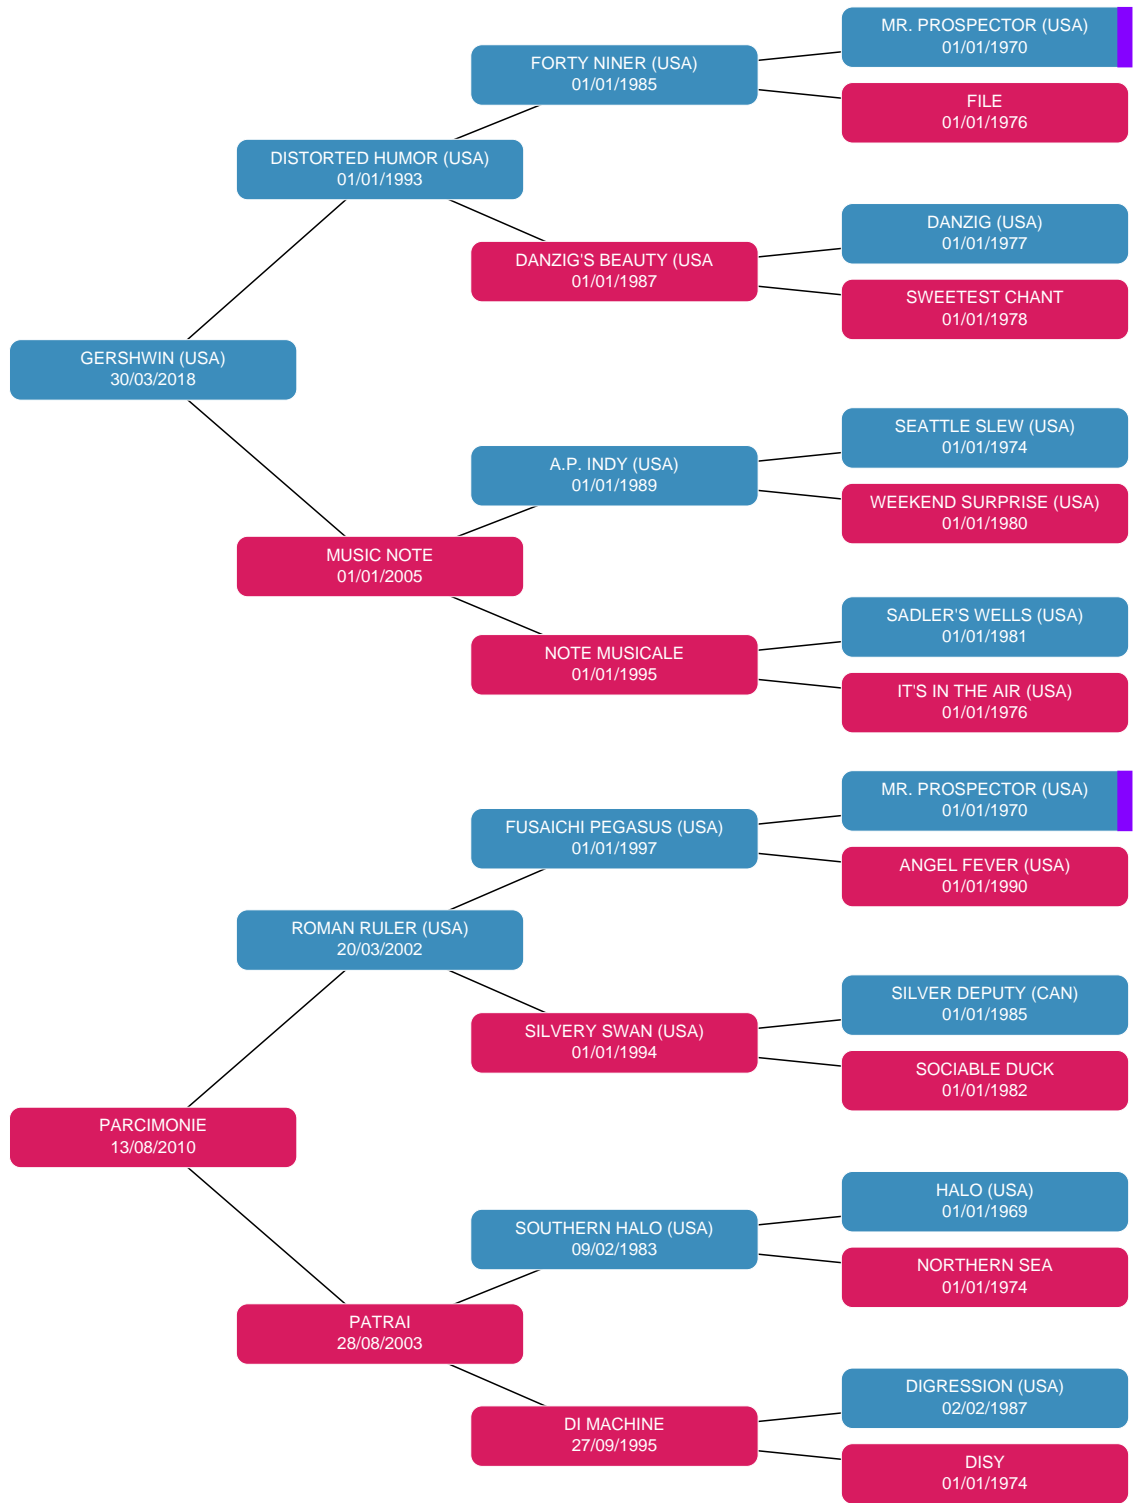 MR. PROSPECTOR (USA)
01/01/1970
FORTY NINER (USA)
01/01/1985
FILE
01/01/1976
DISTORTED HUMOR (USA)
01/01/1993
DANZIG (USA)
01/01/1977
DANZIG'S BEAUTY (USA
01/01/1987
SWEETEST CHANT
01/01/1978
GERSHWIN (USA)
30/03/2018
SEATTLE SLEW (USA)
01/01/1974
A.P. INDY (USA)
01/01/1989
WEEKEND SURPRISE (USA)
01/01/1980
MUSIC NOTE
01/01/2005
SADLER'S WELLS (USA)
01/01/1981
NOTE MUSICALE
01/01/1995
IT'S IN THE AIR (USA)
01/01/1976
MR. PROSPECTOR (USA)
01/01/1970
FUSAICHI PEGASUS (USA)
01/01/1997
ANGEL FEVER (USA)
01/01/1990
ROMAN RULER (USA)
20/03/2002
SILVER DEPUTY (CAN)
01/01/1985
SILVERY SWAN (USA)
01/01/1994
SOCIABLE DUCK
01/01/1982
PARCIMONIE
13/08/2010
HALO (USA)
01/01/1969
SOUTHERN HALO (USA)
09/02/1983
NORTHERN SEA
01/01/1974
PATRAI
28/08/2003
DIGRESSION (USA)
02/02/1987
DI MACHINE
27/09/1995
DISY
01/01/1974